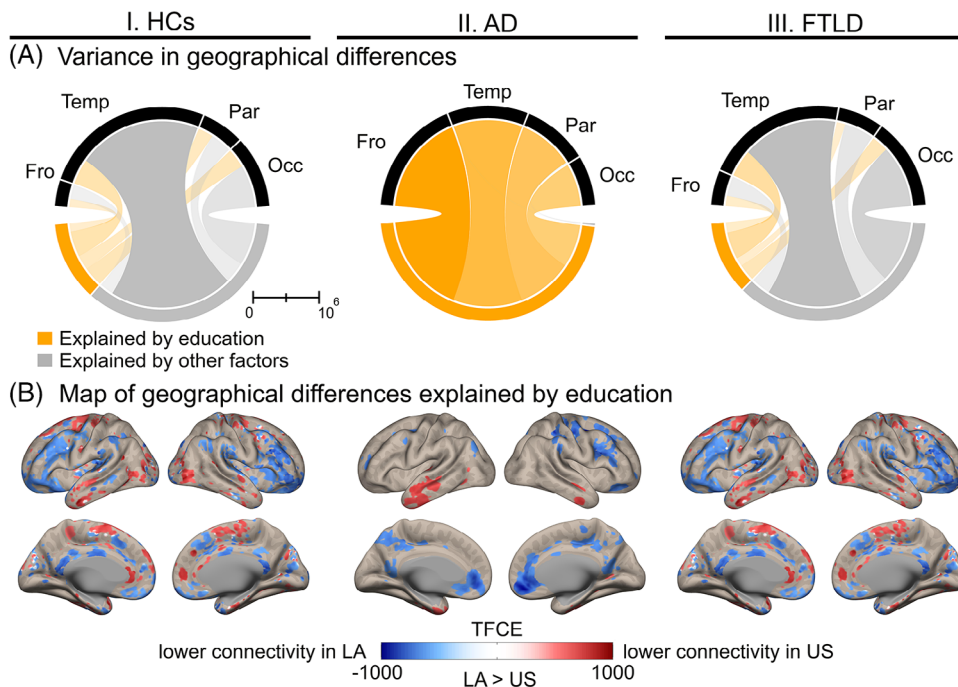 I. HCs
II. AD
III. FTLD
(A) Variance in geographical differences
Temp
Par
Fro
Occ
Temp
Fro
Par
Occ
Temp
Par
Fro
Occ
0 10⁶
Explained by education
Explained by other factors
(B) Map of geographical differences explained by education
TFCE
lower connectivity in LA
lower connectivity in US
-1000
LA > US
1000